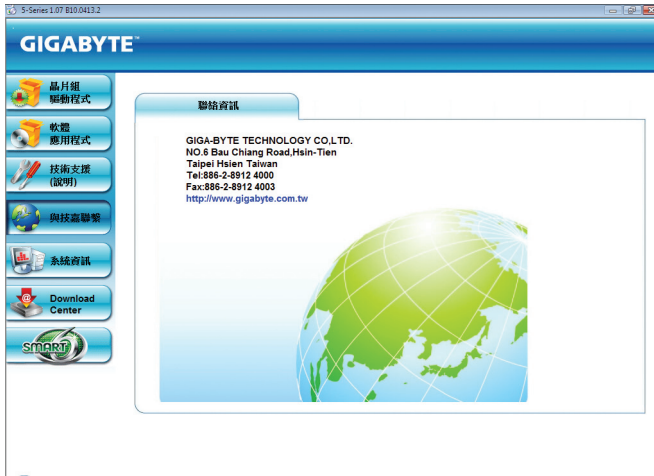 5-Series 1.07 B10.0413.2
GIGABYTE™
晶片組
驅動程式
軟體
應用程式
技術支援
(說明)
與技嘉聯繫
系統資訊
Download
Center
SMART
聯絡資訊
GIGA-BYTE TECHNOLOGY CO,LTD.
NO.6 Bau Chiang Road,Hsin-Tien
Taipei Hsien Taiwan
Tel:886-2-8912 4000
Fax:886-2-8912 4003
http://www.gigabyte.com.tw